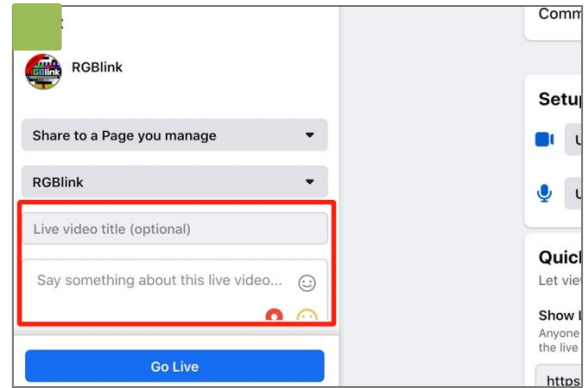 RGBlink
Share to a Page you manage
RGBlink
Live video title (optional)
Say something about this live video...
Go Live
Comm
Setu
Quic
Let vie
Show
Anyone
the live
https